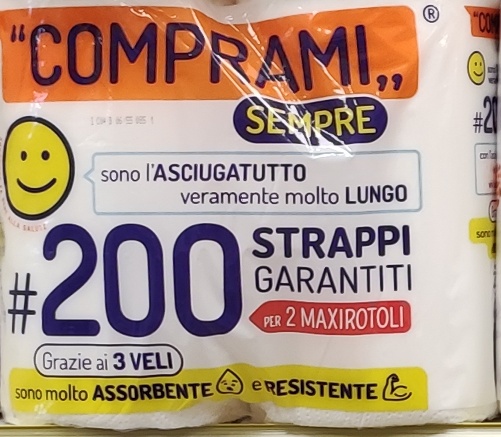 "COMPRAMI„ ®
SEMPRE
sono l'ASCIUGATUTTO
veramente molto LUNGO
#200 STRAPPI
GARANTITI
PER 2 MAXIROTOLI
Grazie ai 3 VELI
sono molto ASSORBENTE e RESISTENTE